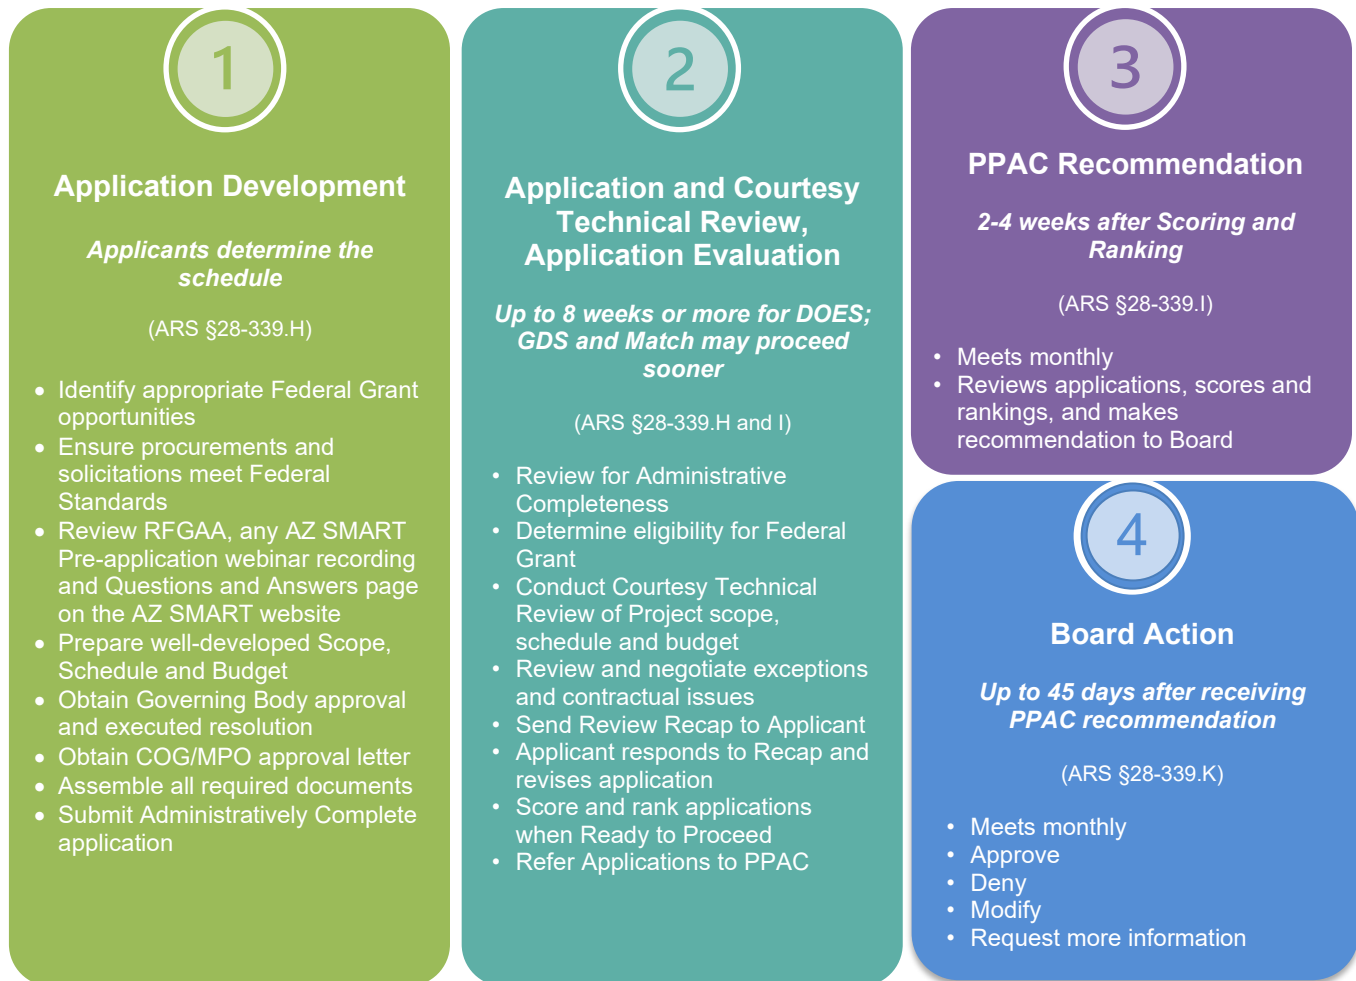 1
Application Development
Applicants determine the
schedule
(ARS §28-339.H)
• Identify appropriate Federal Grant
opportunities
• Ensure procurements and
solicitations meet Federal
Standards
• Review RFGAA, any AZ SMART
Pre-application webinar recording
and Questions and Answers page
on the AZ SMART website
• Prepare well-developed Scope,
Schedule and Budget
• Obtain Governing Body approval
and executed resolution
• Obtain COG/MPO approval letter
• Assemble all required documents
• Submit Administratively Complete
application
2
Application and Courtesy
Technical Review,
Application Evaluation
Up to 8 weeks or more for DOES;
GDS and Match may proceed
sooner
(ARS §28-339.H and I)
• Review for Administrative
Completeness
• Determine eligibility for Federal
Grant
• Conduct Courtesy Technical
Review of Project scope,
schedule and budget
• Review and negotiate exceptions
and contractual issues
• Send Review Recap to Applicant
• Applicant responds to Recap and
revises application
• Score and rank applications
when Ready to Proceed
• Refer Applications to PPAC
3
PPAC Recommendation
2-4 weeks after Scoring and
Ranking
(ARS §28-339.I)
• Meets monthly
• Reviews applications, scores and
rankings, and makes
recommendation to Board
4
Board Action
Up to 45 days after receiving
PPAC recommendation
(ARS §28-339.K)
• Meets monthly
• Approve
• Deny
• Modify
• Request more information